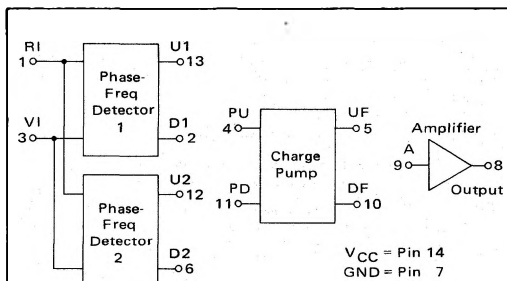 RI
1
U1
13
Phase-
Freq
Detector
1
VI
3
D1
2
U2
12
Phase-
Freq
Detector
2
D2
6
PU
4
UF
5
Charge
Pump
PD
11
DF
10
Amplifier
A
9
8
Output
VCC = Pin 14
GND = Pin 7